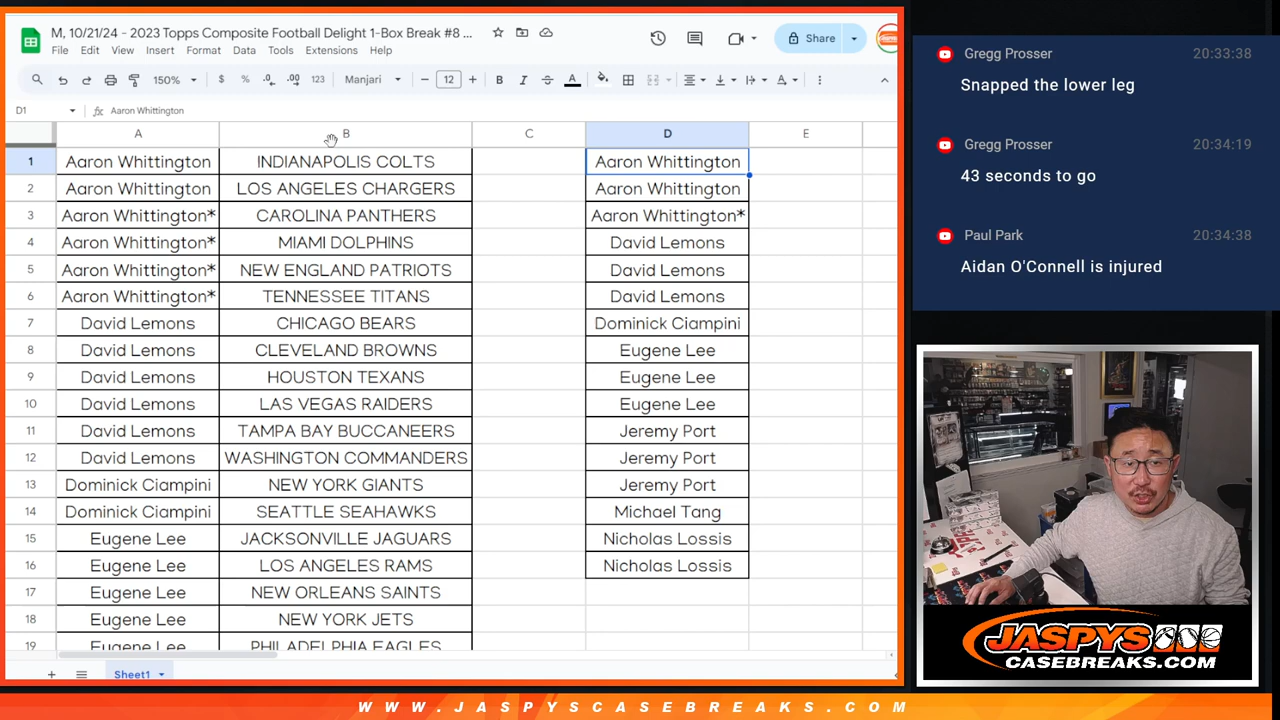 M, 10/21/24 - 2023 Topps Composite Football Delight 1-Box Break #8 ...
File Edit View Insert Format Data Tools Extensions Help
Share
150% $ % .0 .00 123 Manjari 12 B I A
D1 fx Aaron Whittington
A B C D E
1 Aaron Whittington INDIANAPOLIS COLTS Aaron Whittington
2 Aaron Whittington LOS ANGELES CHARGERS Aaron Whittington
3 Aaron Whittington* CAROLINA PANTHERS Aaron Whittington*
4 Aaron Whittington* MIAMI DOLPHINS David Lemons
5 Aaron Whittington* NEW ENGLAND PATRIOTS David Lemons
6 Aaron Whittington* TENNESSEE TITANS David Lemons
7 David Lemons CHICAGO BEARS Dominick Ciampini
8 David Lemons CLEVELAND BROWNS Eugene Lee
9 David Lemons HOUSTON TEXANS Eugene Lee
10 David Lemons LAS VEGAS RAIDERS Eugene Lee
11 David Lemons TAMPA BAY BUCCANEERS Jeremy Port
12 David Lemons WASHINGTON COMMANDERS Jeremy Port
13 Dominick Ciampini NEW YORK GIANTS Jeremy Port
14 Dominick Ciampini SEATTLE SEAHAWKS Michael Tang
15 Eugene Lee JACKSONVILLE JAGUARS Nicholas Lossis
16 Eugene Lee LOS ANGELES RAMS Nicholas Lossis
17 Eugene Lee NEW ORLEANS SAINTS
18 Eugene Lee NEW YORK JETS
19 Eugene Lee PHILADELPHIA EAGLES
Sheet1
Gregg Prosser 20:33:38
Snapped the lower leg
Gregg Prosser 20:34:19
43 seconds to go
Paul Park 20:34:38
Aidan O'Connell is injured
JASPYS
CASEBREAKS.COM
WWW.JASPYSCASEBREAKS.COM